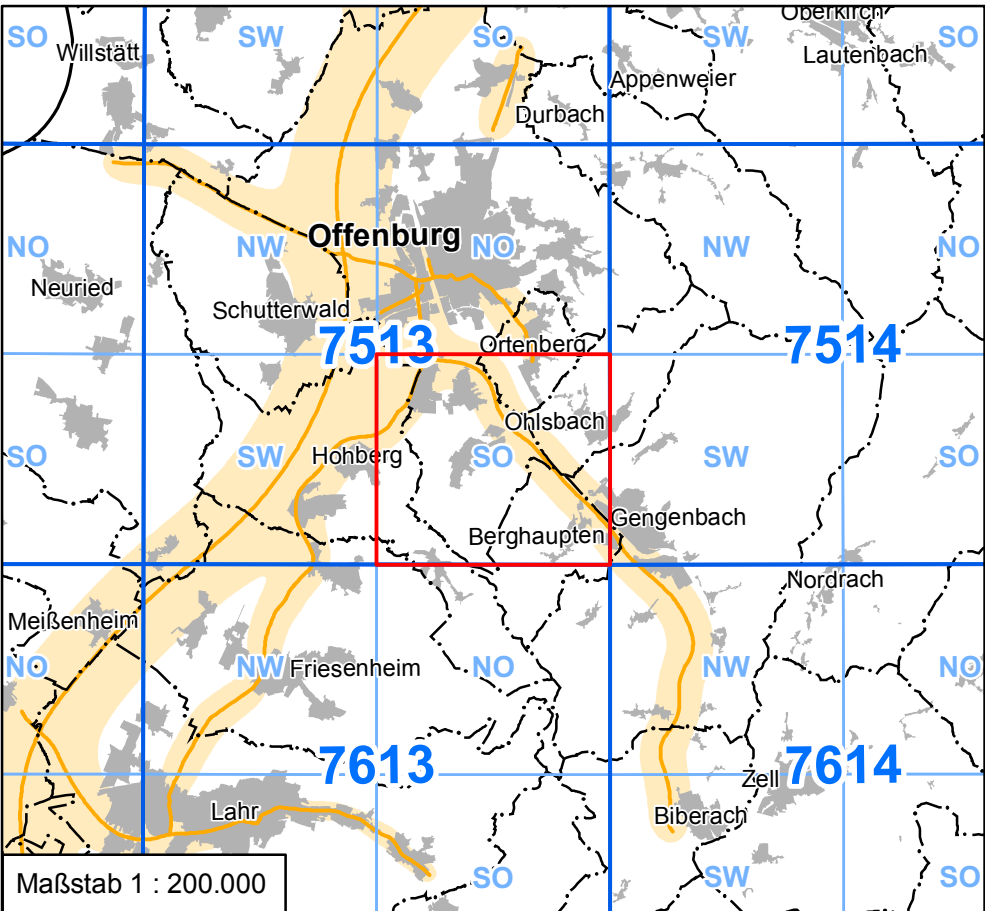 Oberkirch
SO
SW
SO
SW
SO
Willstätt
Lautenbach
Appenweier
Durbach
Offenburg
NO
NW
NO
NW
NO
Neuried
Schutterwald
7513
Ortenberg
7514
Ohlsbach
SO
SW
Hohberg
SO
SW
SO
Gengenbach
Berghaupten
Nordrach
Meißenheim
NO
NW
Friesenheim
NO
NW
NO
7613
Zell
7614
Lahr
Biberach
SO
SW
SO
Maßstab 1 : 200.000